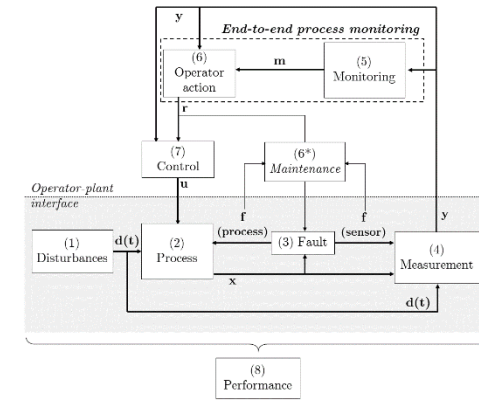 y
End-to-end process monitoring
(6)
Operator
action
m
(5)
Monitoring
r
(7)
Control
(6*)
Maintenance
u
Operator-plant
interface
f
(process)
f
(sensor)
y
(1)
Disturbances
d(t)
(2)
Process
(3) Fault
(4)
Measurement
x
d(t)
(8)
Performance